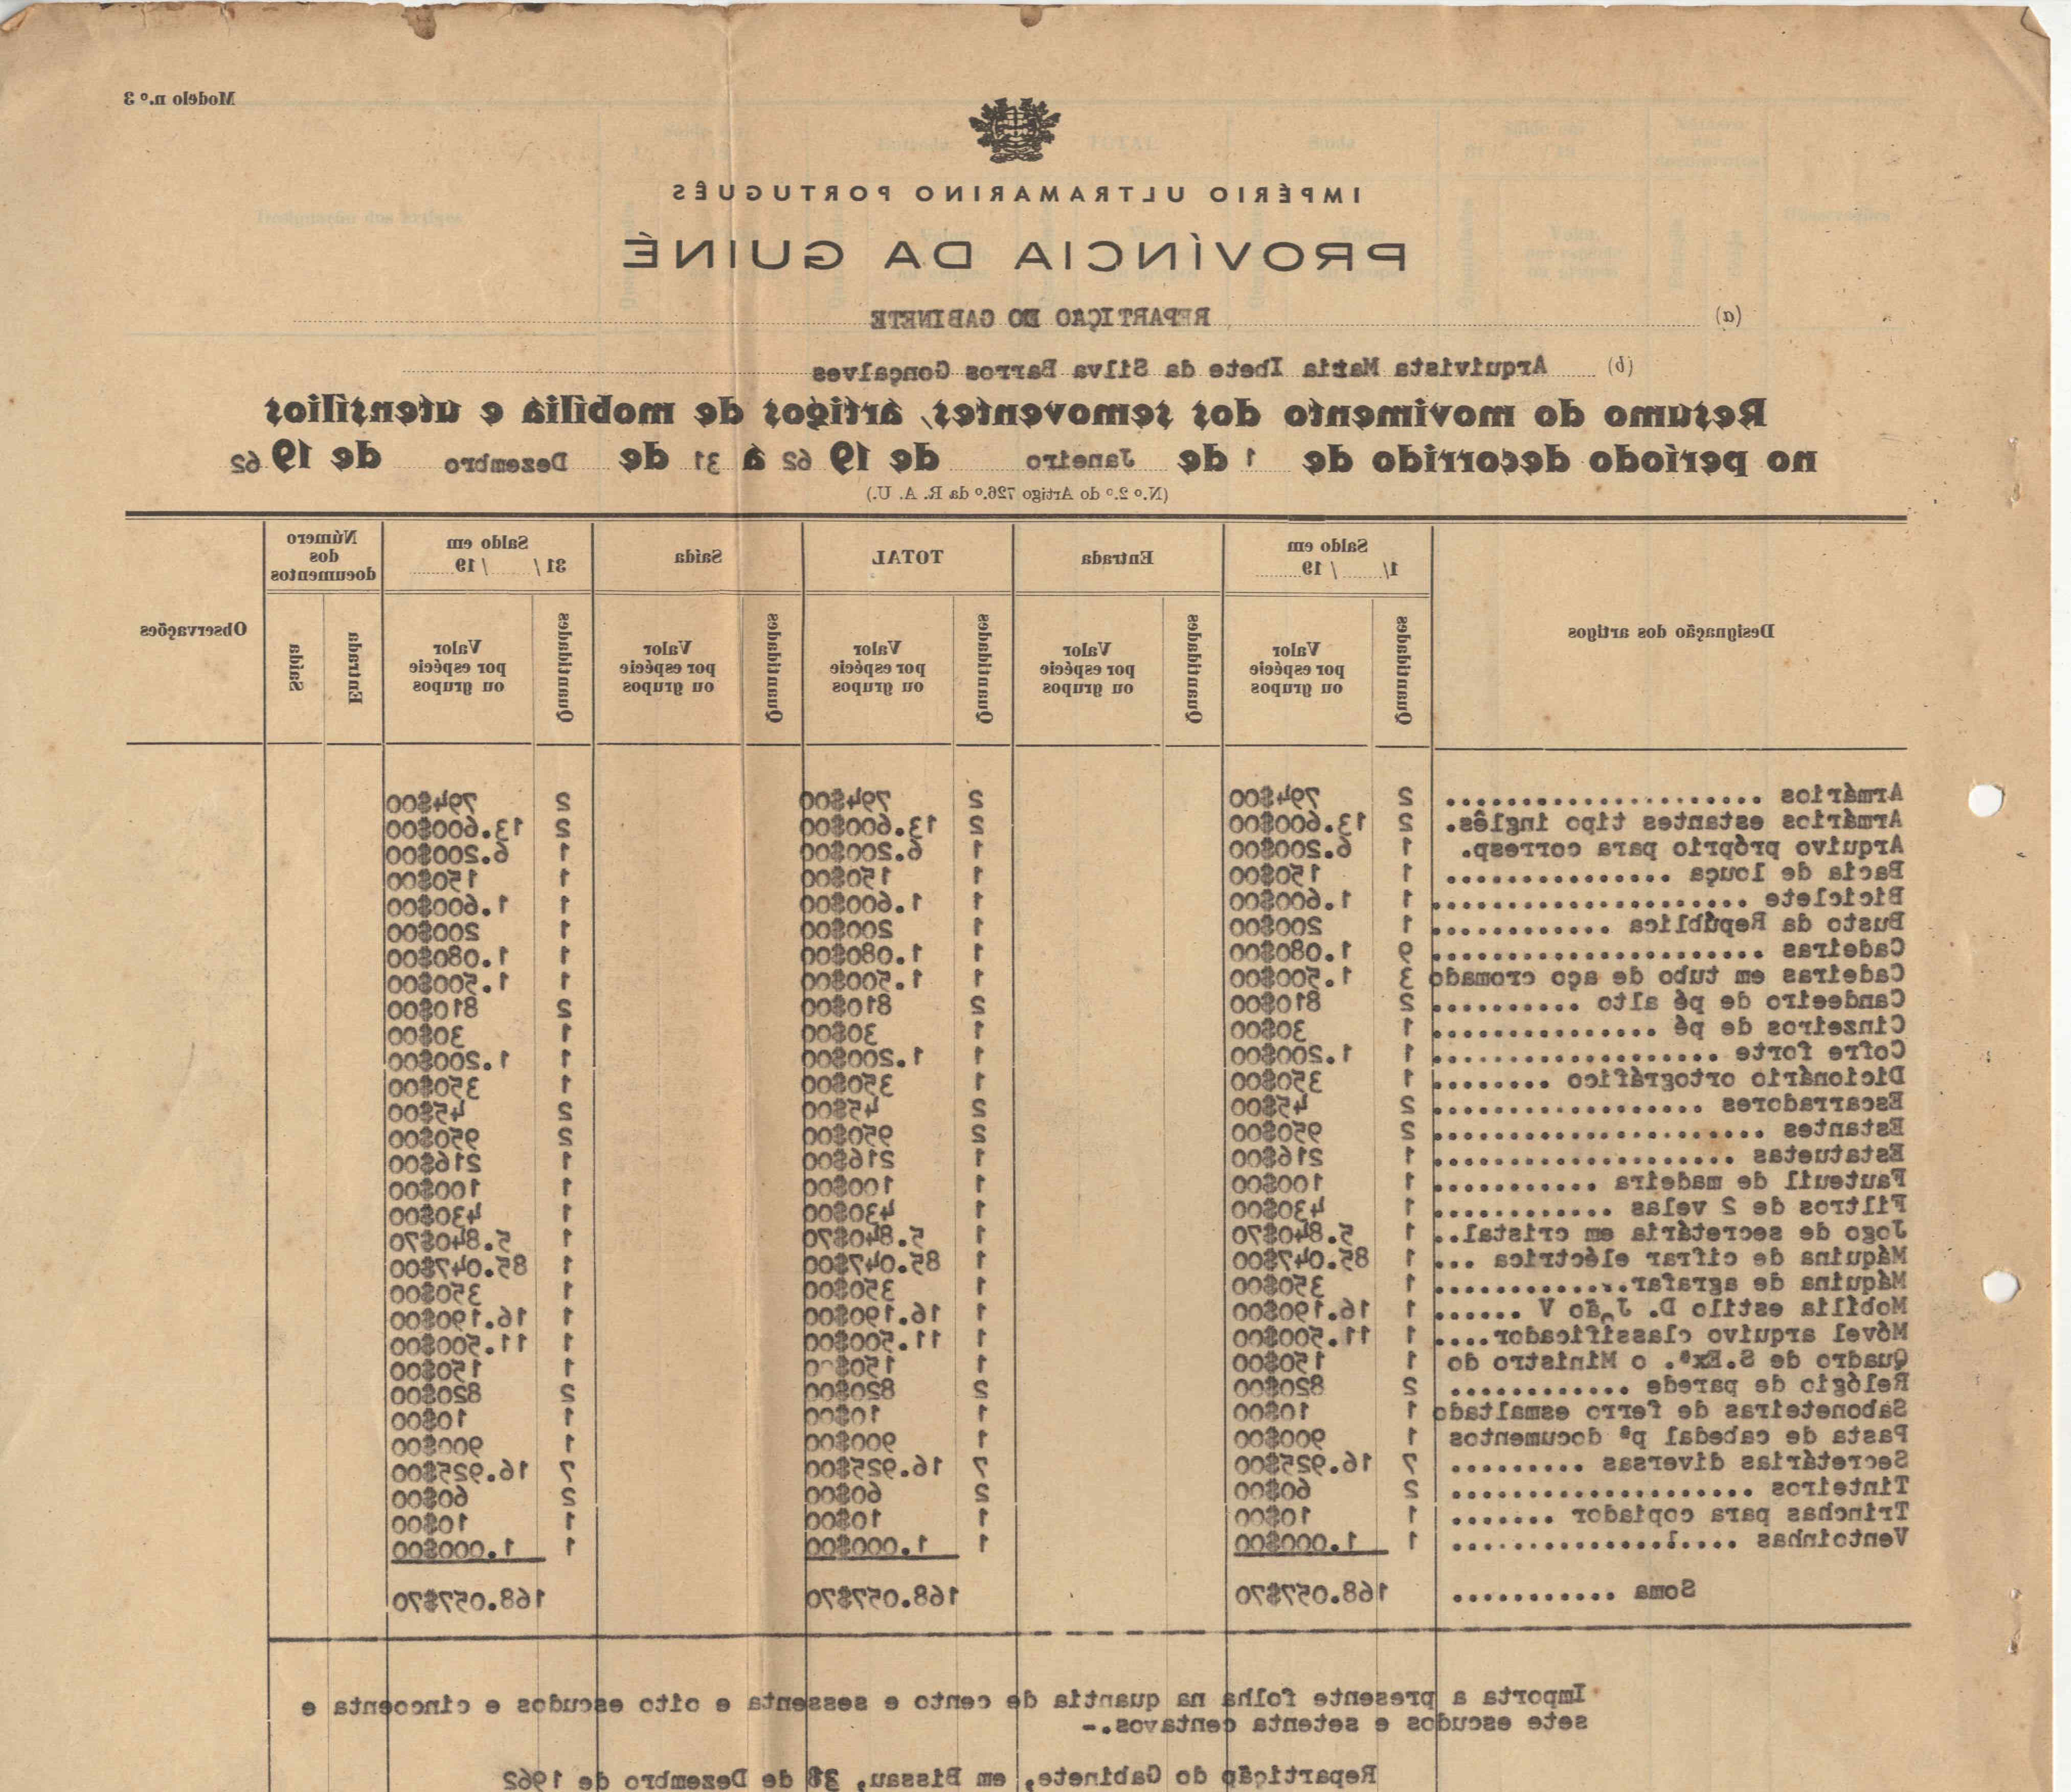 Modelo n.º 3
IMPÉRIO ULTRAMARINO PORTUGUÊS
PROVÍNCIA DA GUINÉ
(a) REPARTIÇÃO DO GABINETE
(b) Arquivista Maria Ibete da Silva Barros Gonçalves
Resumo do movimento dos semoventes, artigos de mobília e utensílios
no período decorrido de 1 de Janeiro de 1962 a 31 de Dezembro de 1962
(N.º 2.º do Artigo 726.º da R. A. U.)
Designação dos artigos Saldo em 1/ / 19 Entrada TOTAL Saída Saldo em 31 / / 19 Número dos documentos Observações
Quantidades Valor por espécie ou grupos Quantidades Valor por espécie ou grupos Quantidades Valor por espécie ou grupos Quantidades Valor por espécie ou grupos Quantidades Valor por espécie ou grupos Entrada Saída
Armários .................... 2 794$00 2 794$00 2 794$00
Armários estantes tipo inglês. 2 13.600$00 2 13.600$00 2 13.600$00
Arquivo próprio para corresp. 1 6.200$00 1 6.200$00 1 6.200$00
Bacia de louça ............... 1 150$00 1 150$00 1 150$00
Biciclete .................... 1 1.600$00 1 1.600$00 1 1.600$00
Busto da República ............ 1 200$00 1 200$00 1 200$00
Cadeiras ..................... 9 1.080$00 1 1.080$00 1 1.080$00
Cadeiras em tubo de aço cromado 3 1.500$00 1 1.500$00 1 1.500$00
Candeeiro de pé alto .......... 2 810$00 2 810$00 2 810$00
Cinzeiros de pé ............... 1 30$00 1 30$00 1 30$00
Cofre forte ................... 1 1.200$00 1 1.200$00 1 1.200$00
Dicionário ortográfico ........ 1 350$00 1 350$00 1 350$00
Escarradores .................. 2 45$00 2 45$00 2 45$00
Estantes ...................... 2 950$00 2 950$00 2 950$00
Estatuetas .................... 1 216$00 1 216$00 1 216$00
Fauteuil de madeira ........... 1 100$00 1 100$00 1 100$00
Filtros de 2 velas ............ 1 430$00 1 430$00 1 430$00
Jogo de secretária em cristal.. 1 5.840$70 1 5.840$70 1 5.840$70
Máquina de cifrar eléctrica ... 1 85.047$00 1 85.047$00 1 85.047$00
Máquina de agrafar............. 1 350$00 1 350$00 1 350$00
Mobília estilo D. João V ...... 1 16.190$00 1 16.190$00 1 16.190$00
Móvel arquivo classificador.... 1 11.500$00 1 11.500$00 1 11.500$00
Quadro de S.Exª. o Ministro do 1 150$00 1 150$00 1 150$00
Relógio de parede ............ 2 820$00 2 820$00 2 820$00
Saboneteiras de ferro esmaltado 1 10$00 1 10$00 1 10$00
Pasta de cabedal pª documentos 1 900$00 1 900$00 1 900$00
Secretárias diversas ......... 7 16.925$00 7 16.925$00 7 16.925$00
Tinteiros .................... 2 60$00 2 60$00 2 60$00
Trinchas para copiador ....... 1 10$00 1 10$00 1 10$00
Ventoinhas ................... 1 1.000$00 1 1.000$00 1 1.000$00
Soma ........... 168.057$70 168.057$70 168.057$70
Importa a presente folha na quantia de cento e sessenta e oito escudos e cincoenta e
sete escudos e setenta centavos.-
Repartição do Gabinete, em Bissau, 31 de Dezembro de 1962